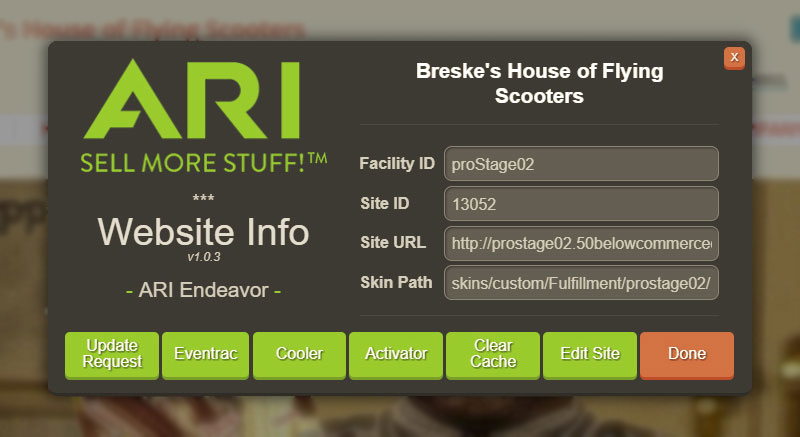 's House of Flying Scooters
x
ARI
SELL MORE STUFF!™
***
Website Info
v1.0.3
- ARI Endeavor -
Breske's House of Flying
Scooters
Facility ID
proStage02
Site ID
13052
Site URL
http://prostage02.50belowcommerce
Skin Path
skins/custom/Fulfillment/prostage02/
Update
Request
Eventrac
Cooler
Activator
Clear
Cache
Edit Site
Done